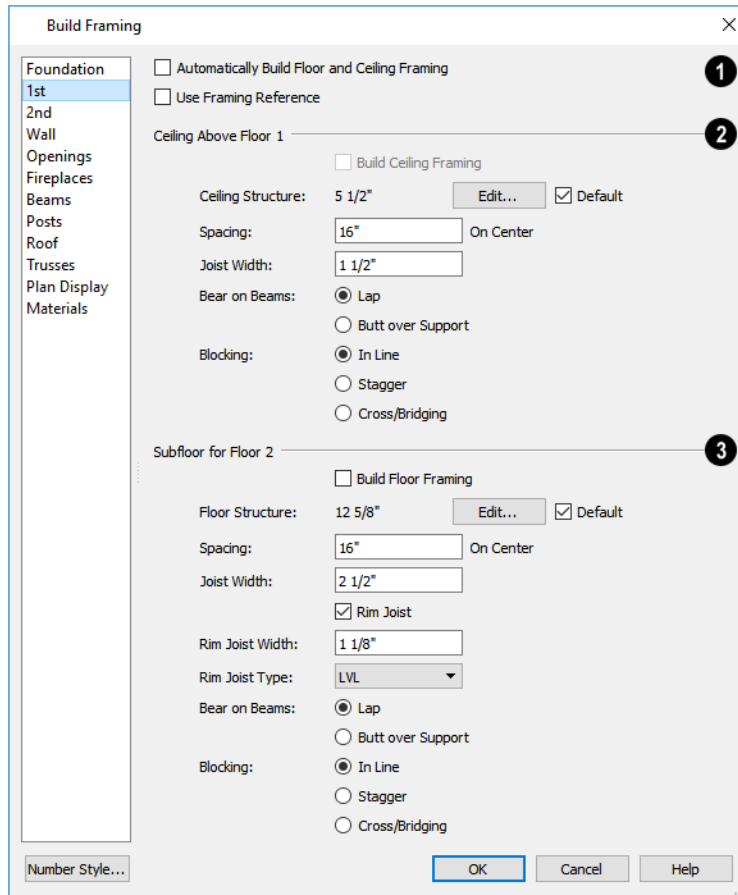 Build Framing
Foundation
1st
2nd
Wall
Openings
Fireplaces
Beams
Posts
Roof
Trusses
Plan Display
Materials
Automatically Build Floor and Ceiling Framing
1
Use Framing Reference
Ceiling Above Floor 1
2
Build Ceiling Framing
Ceiling Structure: 5 1/2" Edit... Default
Spacing: 16" On Center
Joist Width: 1 1/2"
Bear on Beams: Lap
Butt over Support
Blocking: In Line
Stagger
Cross/Bridging
Subfloor for Floor 2
3
Build Floor Framing
Floor Structure: 12 5/8" Edit... Default
Spacing: 16" On Center
Joist Width: 2 1/2"
Rim Joist
Rim Joist Width: 1 1/8"
Rim Joist Type: LVL
Bear on Beams: Lap
Butt over Support
Blocking: In Line
Stagger
Cross/Bridging
Number Style... OK Cancel Help